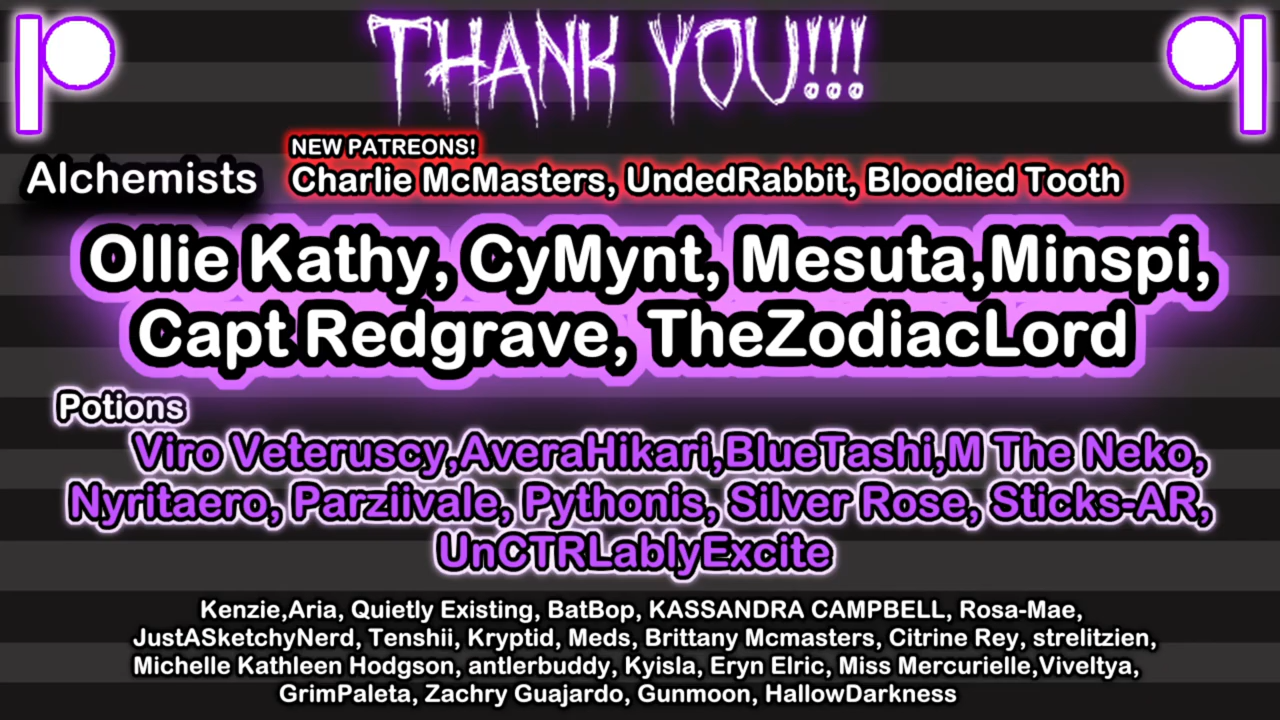 THANK YOU!!!
NEW PATREONS!
Alchemists
Charlie McMasters, UndedRabbit, Bloodied Tooth
Ollie Kathy, CyMynt, Mesuta,Minspi,
Capt Redgrave, TheZodiacLord
Potions
Viro Veteruscy,AveraHikari,BlueTashi,M The Neko,
Nyritaero, Parziivale, Pythonis, Silver Rose, Sticks-AR,
UnCTRLablyExcite
Kenzie,Aria, Quietly Existing, BatBop, KASSANDRA CAMPBELL, Rosa-Mae,
JustASketchyNerd, Tenshii, Kryptid, Meds, Brittany Mcmasters, Citrine Rey, strelitzien,
Michelle Kathleen Hodgson, antlerbuddy, Kyisla, Eryn Elric, Miss Mercurielle,Viveltya,
GrimPaleta, Zachry Guajardo, Gunmoon, HallowDarkness